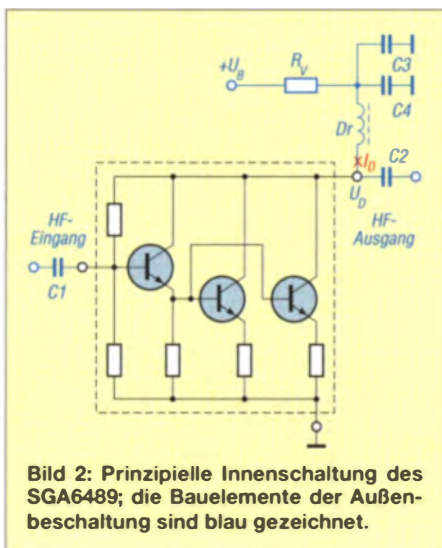 C3
+U_B
R_V
C4
Dr
I_D
C2
U_D
HF-
Eingang
HF-
Ausgang
C1
Bild 2: Prinzipielle Innenschaltung des
SGA6489; die Bauelemente der Außen-
beschaltung sind blau gezeichnet.